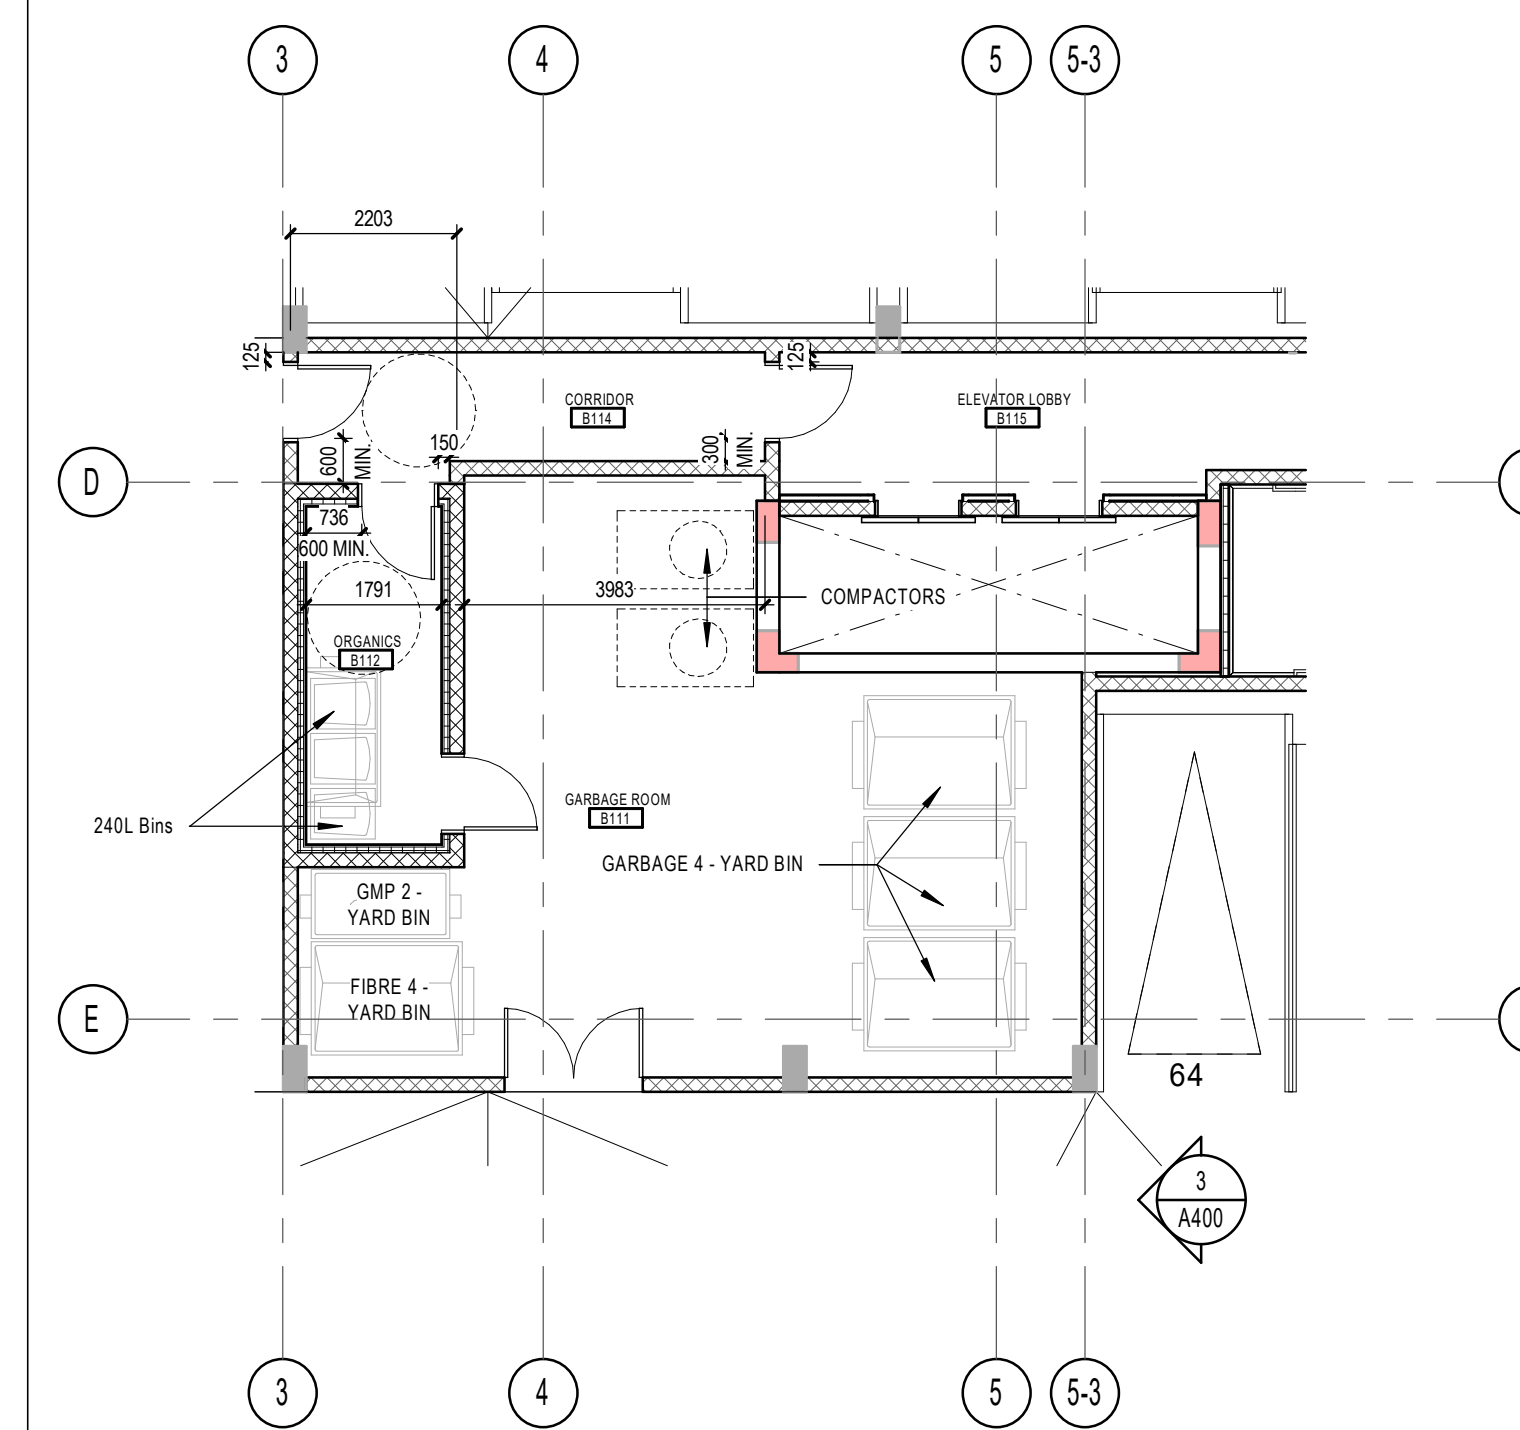 3
4
5
5-3
2203
125
125
CORRIDOR
B114
ELEVATOR LOBBY
B115
150
600
MIN.
300
MIN.
D
736
600 MIN.
1791
3983
COMPACTORS
ORGANICS
B112
240L Bins
GARBAGE ROOM
B111
GARBAGE 4 - YARD BIN
GMP 2 -
YARD BIN
FIBRE 4 -
YARD BIN
E
64
3
A400
3
4
5
5-3